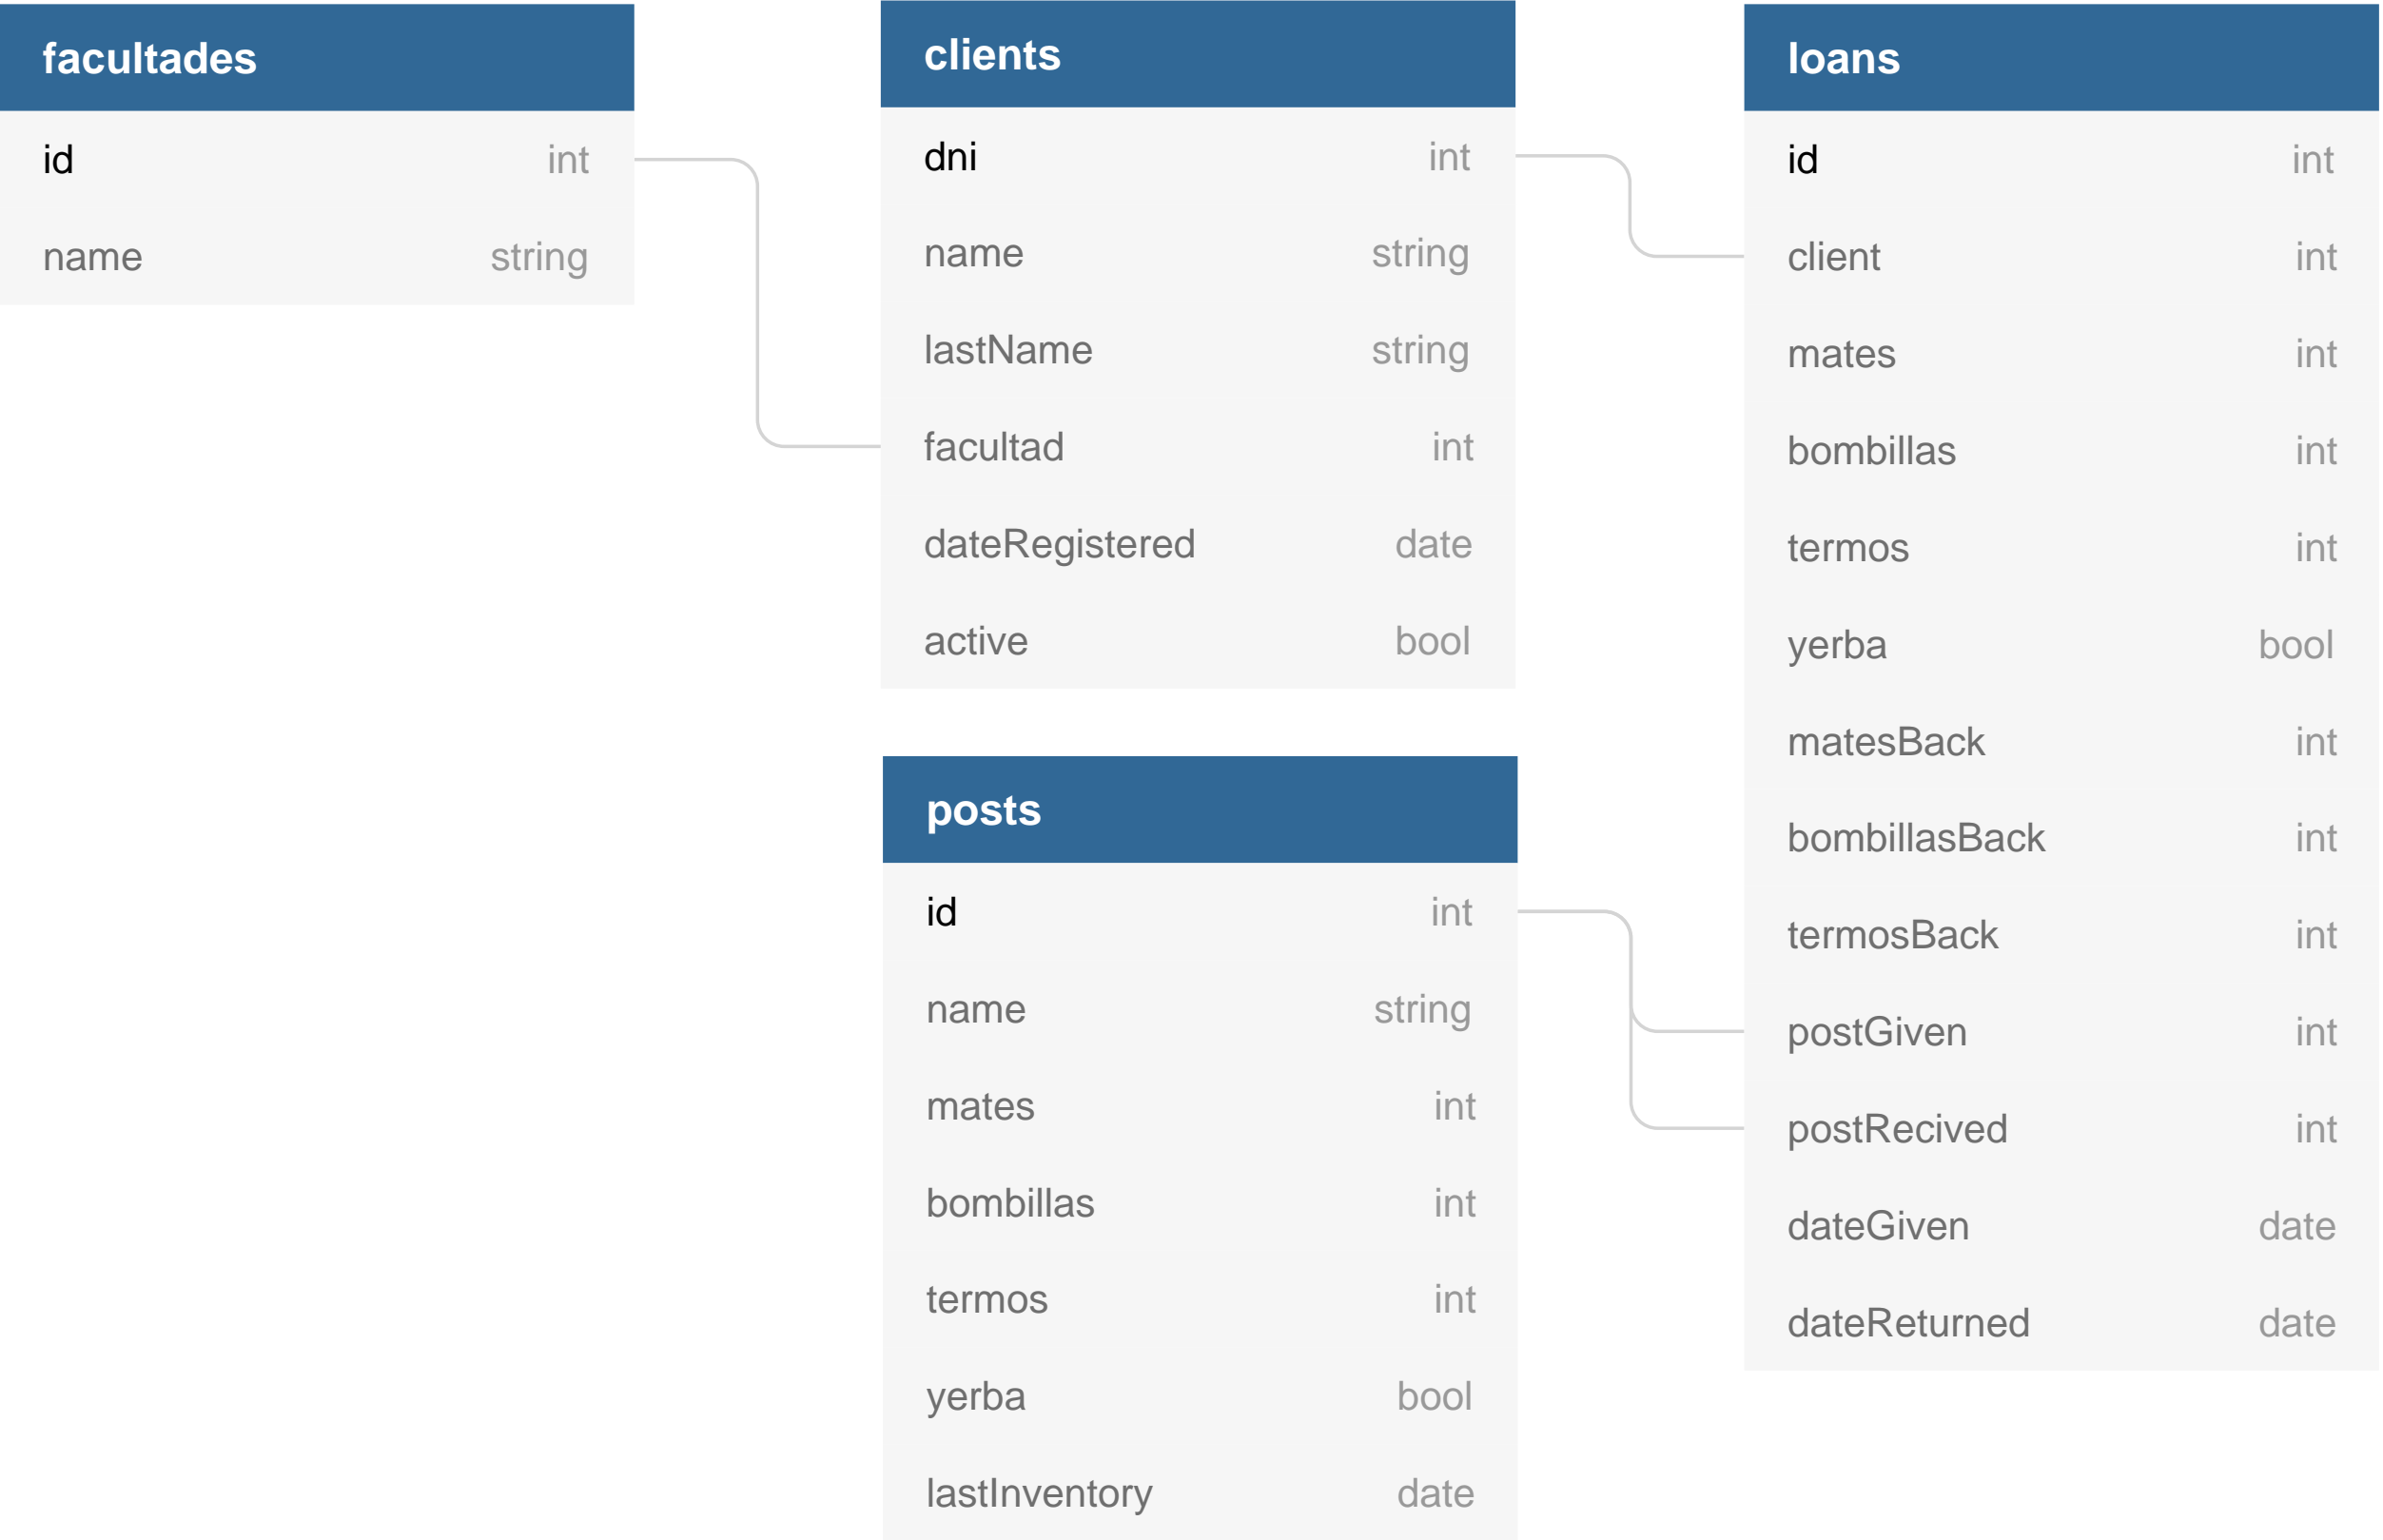 facultades
id int
name string
clients
dni int
name string
lastName string
facultad int
dateRegistered date
active bool
posts
id int
name string
mates int
bombillas int
termos int
yerba bool
lastInventory date
loans
id int
client int
mates int
bombillas int
termos int
yerba bool
matesBack int
bombillasBack int
termosBack int
postGiven int
postRecived int
dateGiven date
dateReturned date